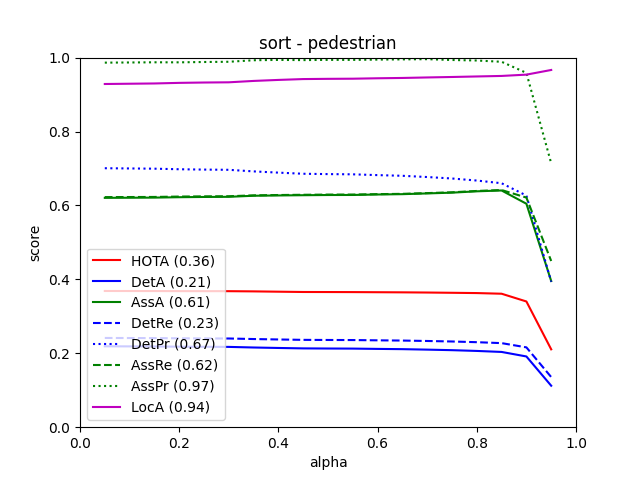 sort - pedestrian
1.0
0.8
0.6
0.4
0.2
0.0
score
HOTA (0.36)
DetA (0.21)
AssA (0.61)
DetRe (0.23)
DetPr (0.67)
AssRe (0.62)
AssPr (0.97)
LocA (0.94)
0.0 0.2 0.4 0.6 0.8 1.0
alpha